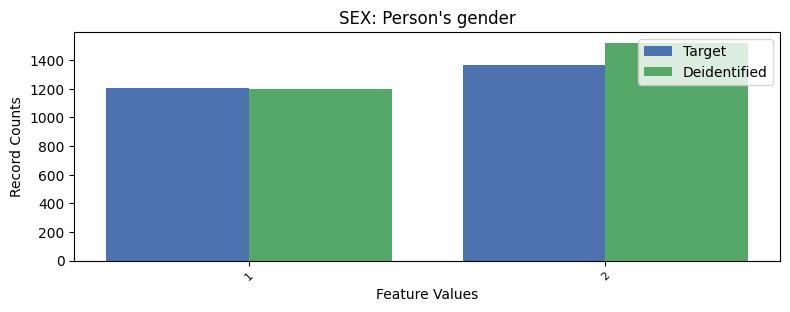 SEX: Person's gender
Target
Deidentified
Record Counts
1400
1200
1000
800
600
400
200
0
1
2
Feature Values